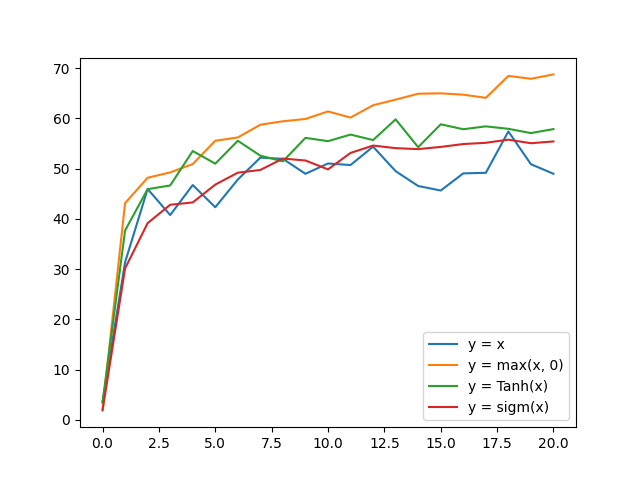 70
60
50
40
30
20
10
0
0.0 2.5 5.0 7.5 10.0 12.5 15.0 17.5 20.0
y = x
y = max(x, 0)
y = Tanh(x)
y = sigm(x)